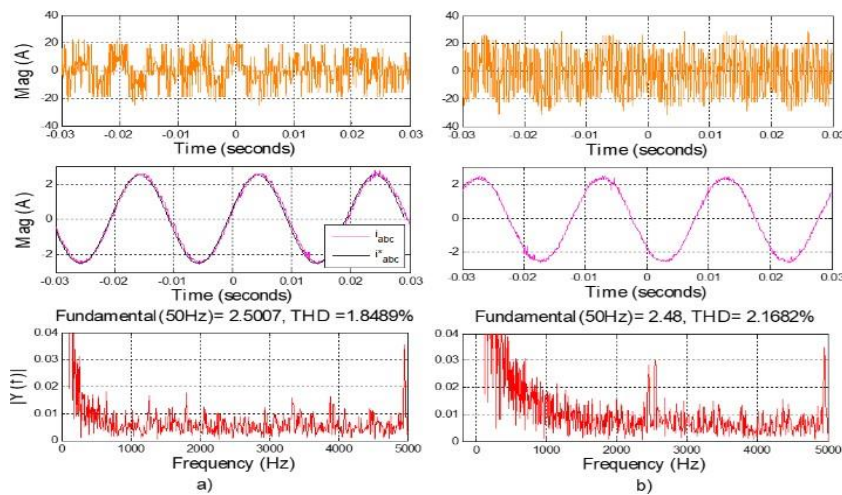 Mag (A)
40
20
0
-20
40
-0.03 -0.02 -0.01 0 0.01 0.02 0.03
Time (seconds)
40
20
0
-20
-40
-0.03 -0.02 -0.01 0 0.01 0.02 0.03
Time (seconds)
Mag (A)
2
0
-2
i abc
i* abc
-0.03 -0.02 -0.01 0 0.01 0.02 0.03
Time (seconds)
2
0
-2
-0.03 -0.02 -0.01 0 0.01 0.02 0.03
Time (seconds)
Fundamental (50Hz)= 2.5007, THD =1.8489%
|Y (f)|
0.04
0.03
0.02
0.01
0
0 1000 2000 3000 4000 5000
Frequency (Hz)
a)
Fundamental (50Hz)= 2.48, THD= 2.1682%
0.04
0.03
0.02
0.01
0
0 1000 2000 3000 4000 5000
Frequency (Hz)
b)